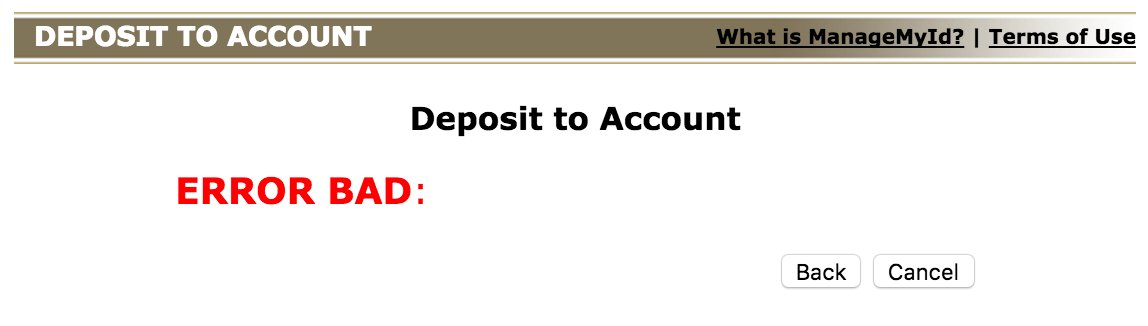 DEPOSIT TO ACCOUNT What is ManageMyId? | Terms of Use
Deposit to Account
ERROR BAD:
Back Cancel